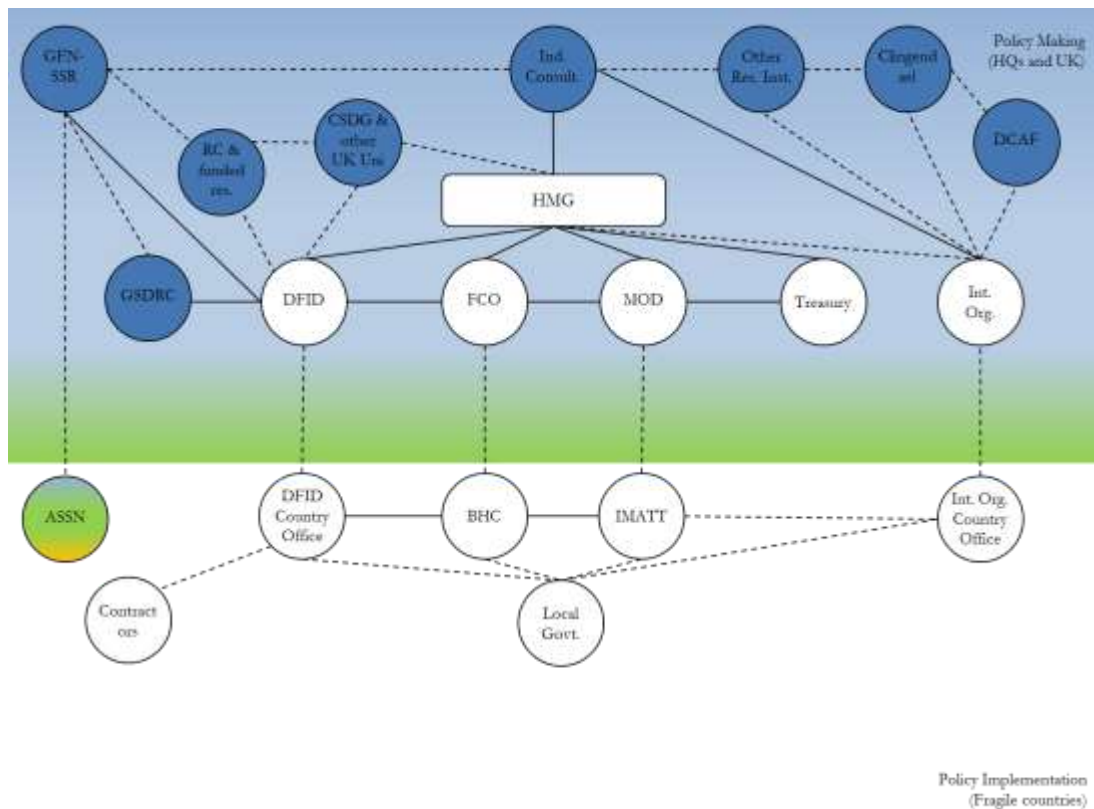 GFN-
SSR
Ind.
Consult.
Other
Res. Inst.
Clingend
ael
Policy Making
(HQs and UK)
RC &
funded
res.
CSDG &
other
UK Uni
DCAF
HMG
GSDRC
DFID
FCO
MOD
Treasury
Int.
Org.
ASSN
DFID
Country
Office
BHC
IMATT
Int. Org.
Country
Office
Contract
ors
Local
Govt.
Policy Implementation
(Fragile countries)